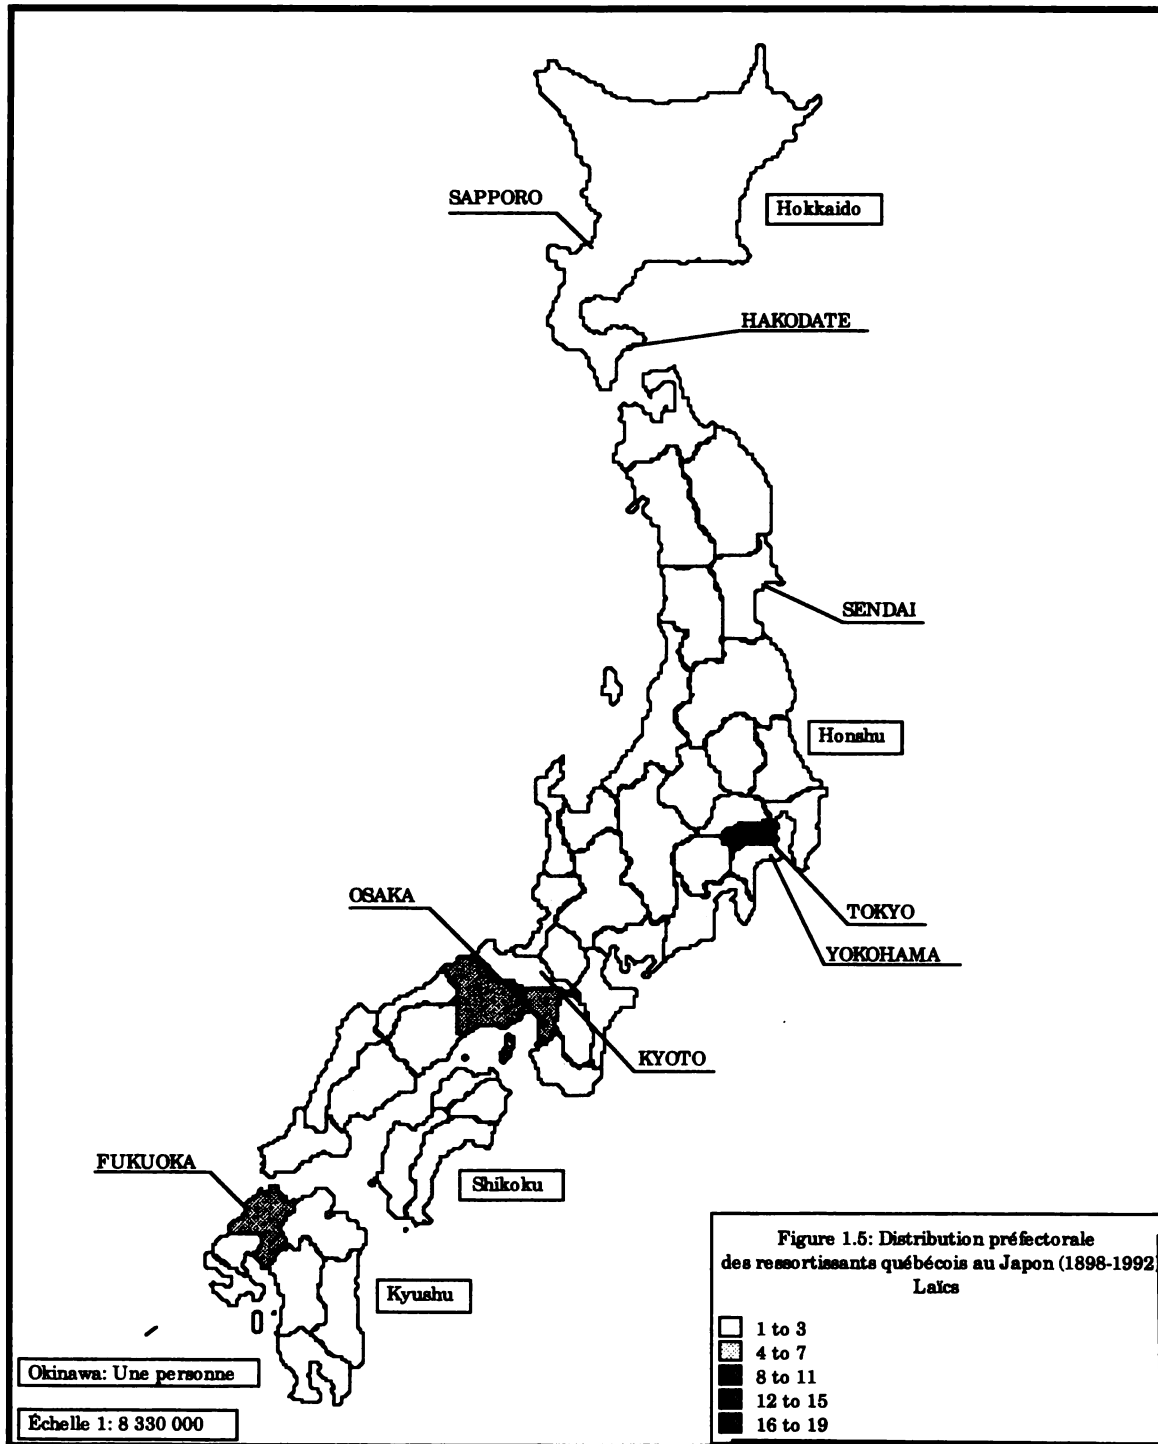 SAPPORO
Hokkaido
HAKODATE
SENDAI
Honshu
OSAKA
TOKYO
YOKOHAMA
KYOTO
FUKUOKA
Shikoku
Kyushu
Okinawa: Une personne
Échelle 1: 8 330 000
Figure 1.5: Distribution préfectorale
des ressortissants québécois au Japon (1898-1992)
Laïcs
1 to 3
4 to 7
8 to 11
12 to 15
16 to 19